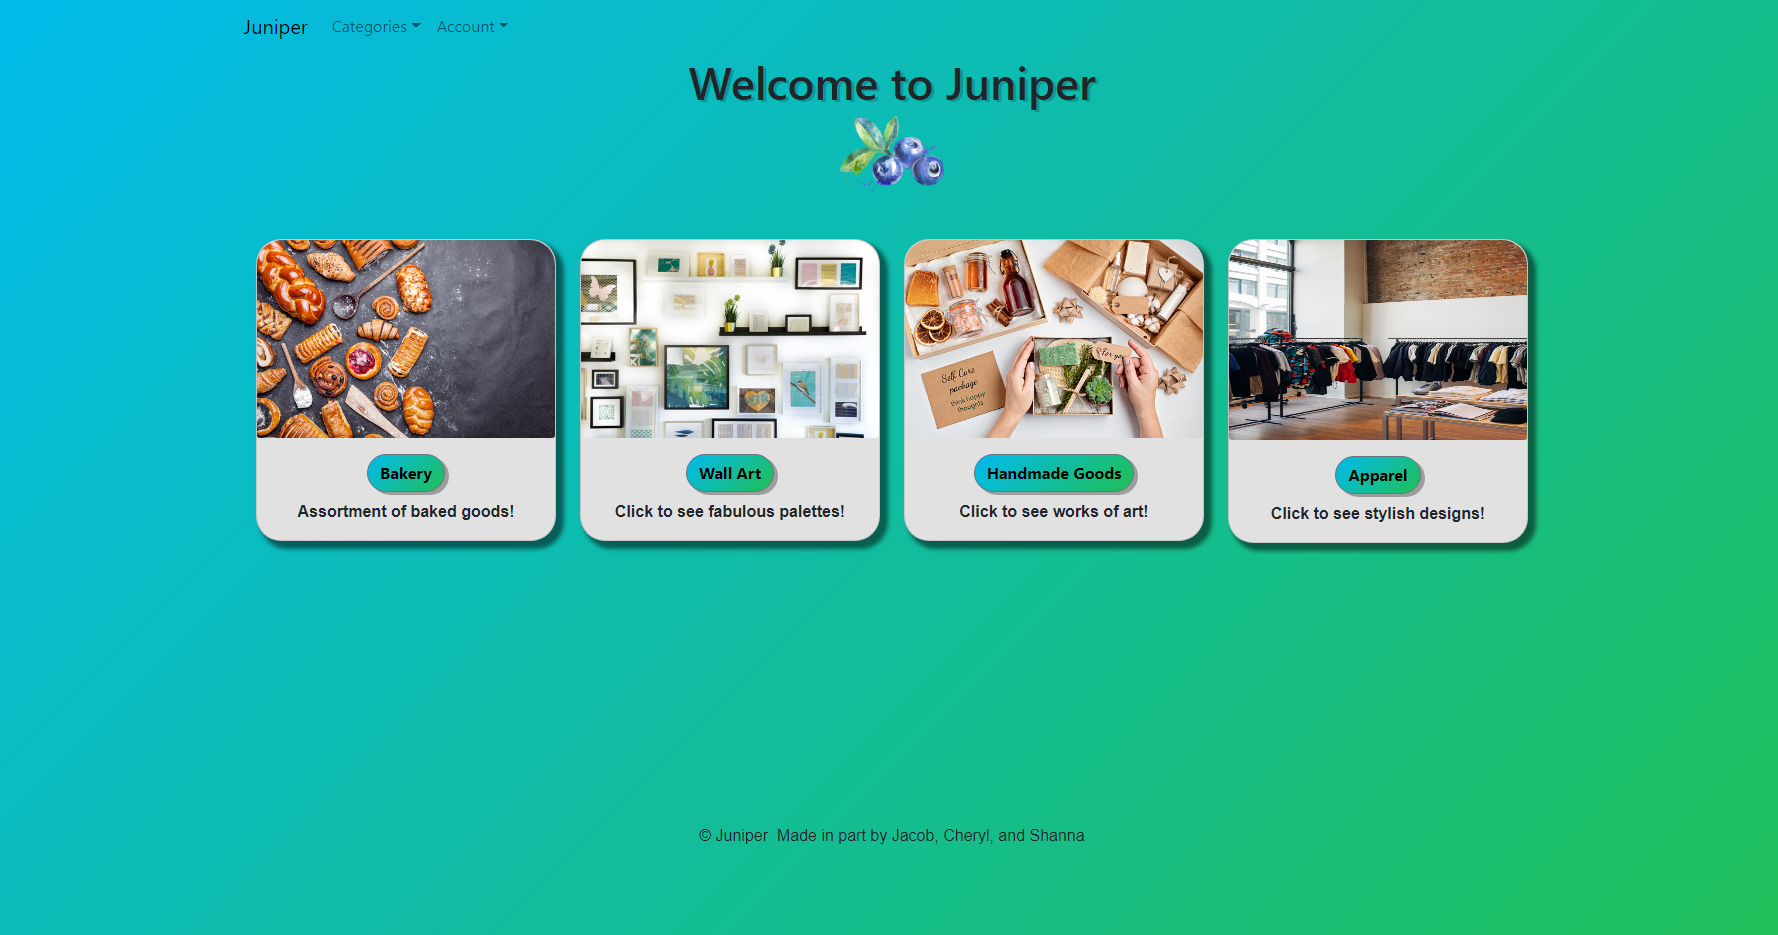 Juniper Categories Account
Welcome to Juniper
For you
Self Care
package
think happy
thoughts
Bakery
Assortment of baked goods!
Wall Art
Click to see fabulous palettes!
Handmade Goods
Click to see works of art!
Apparel
Click to see stylish designs!
© Juniper Made in part by Jacob, Cheryl, and Shanna